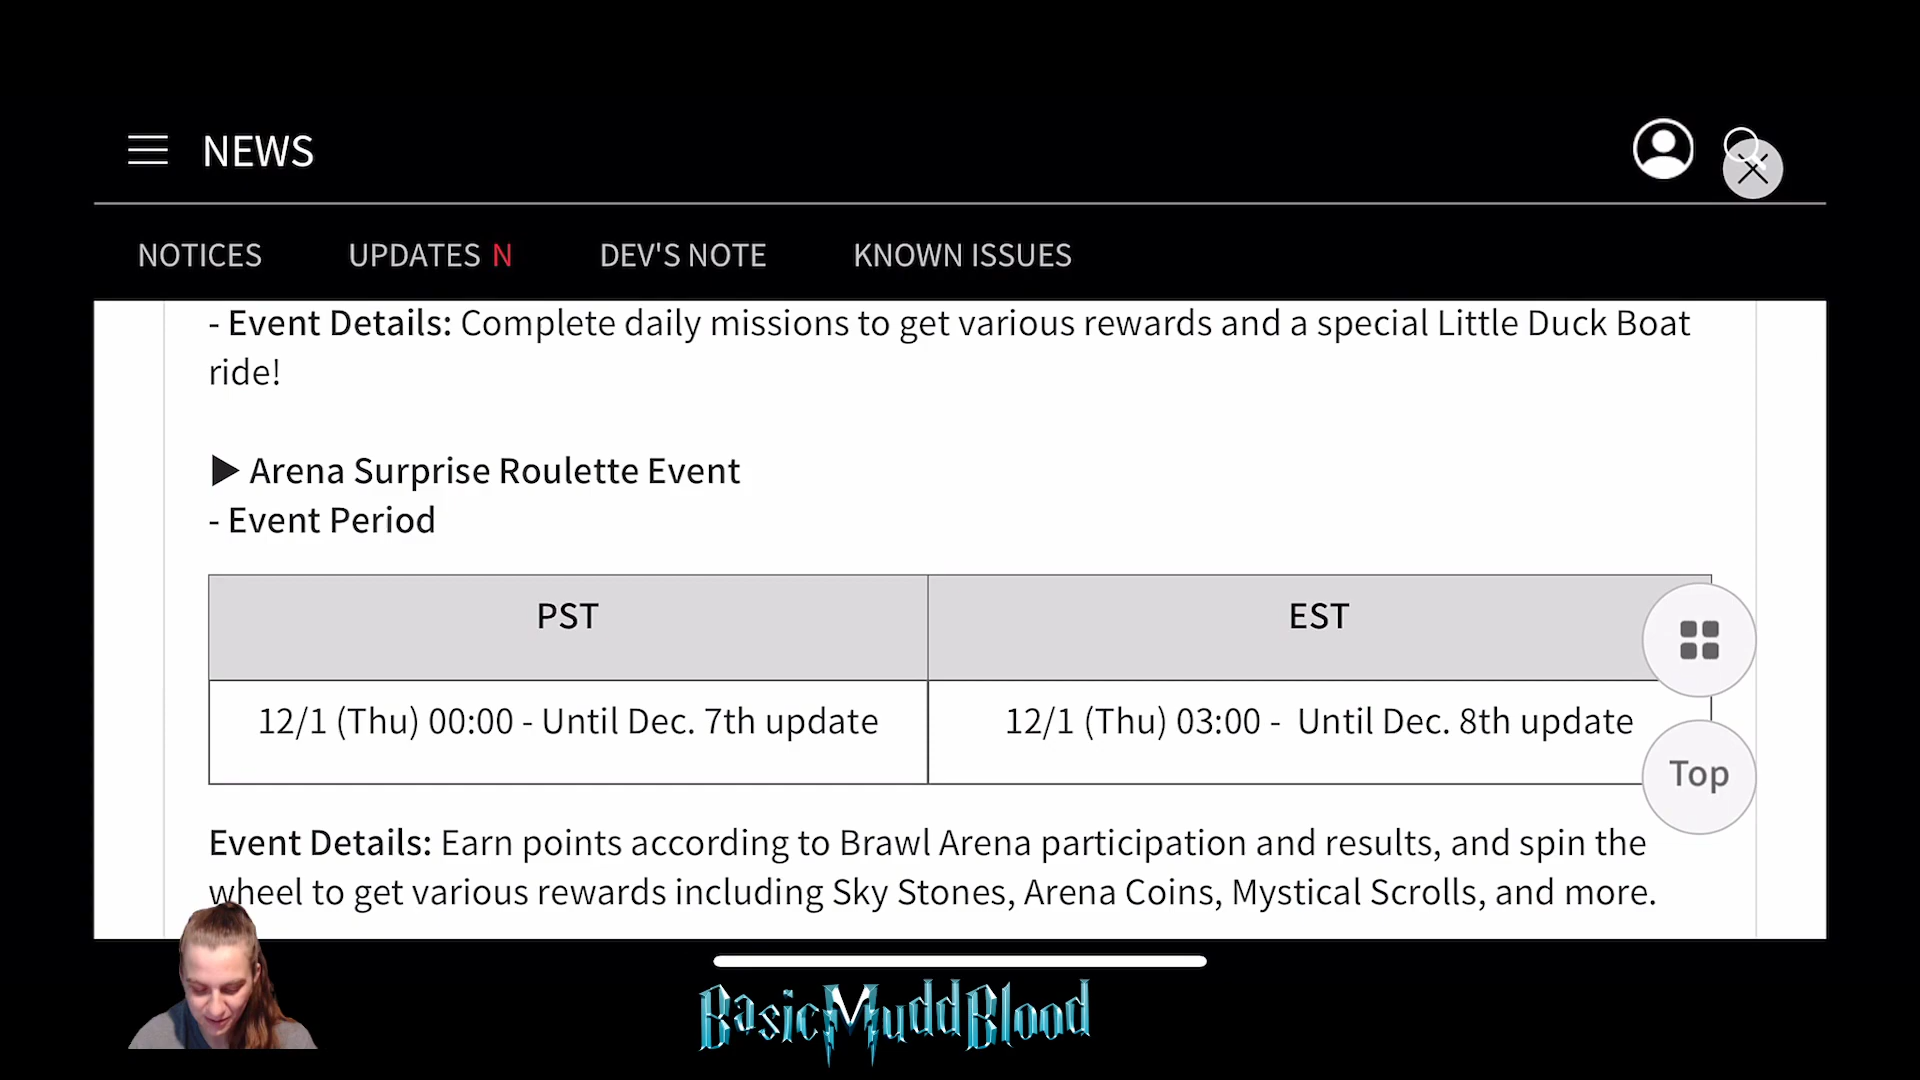 NEWS
NOTICES UPDATES N DEV'S NOTE KNOWN ISSUES
- Event Details: Complete daily missions to get various rewards and a special Little Duck Boat
ride!
▶ Arena Surprise Roulette Event
- Event Period
PST EST
12/1 (Thu) 00:00 - Until Dec. 7th update 12/1 (Thu) 03:00 - Until Dec. 8th update
Top
Event Details: Earn points according to Brawl Arena participation and results, and spin the
wheel to get various rewards including Sky Stones, Arena Coins, Mystical Scrolls, and more.
BasicMuddBlood